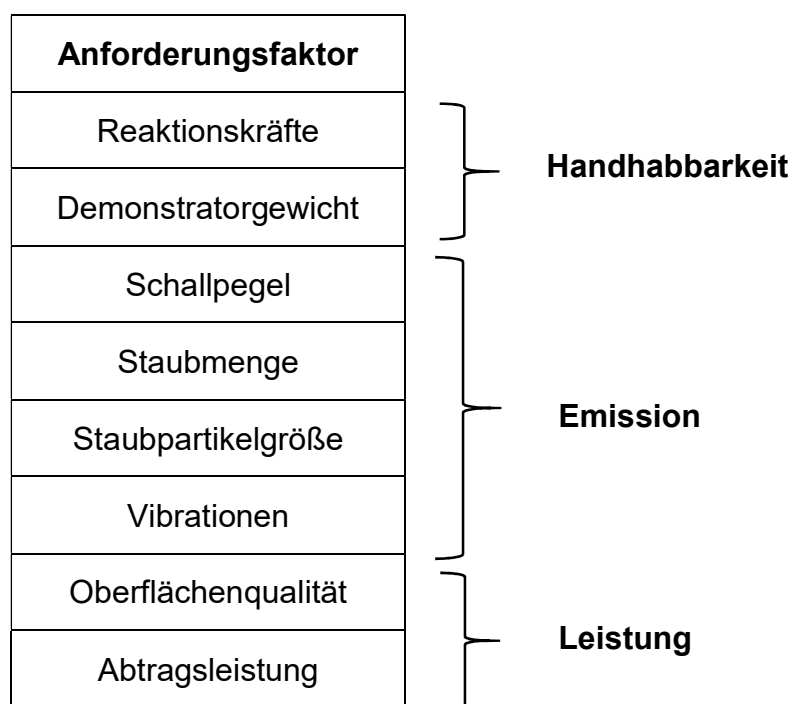 Anforderungsfaktor
Reaktionskräfte
Demonstratorgewicht
Handhabbarkeit
Schallpegel
Staubmenge
Staubpartikelgröße
Vibrationen
Emission
Oberflächenqualität
Abtragsleistung
Leistung